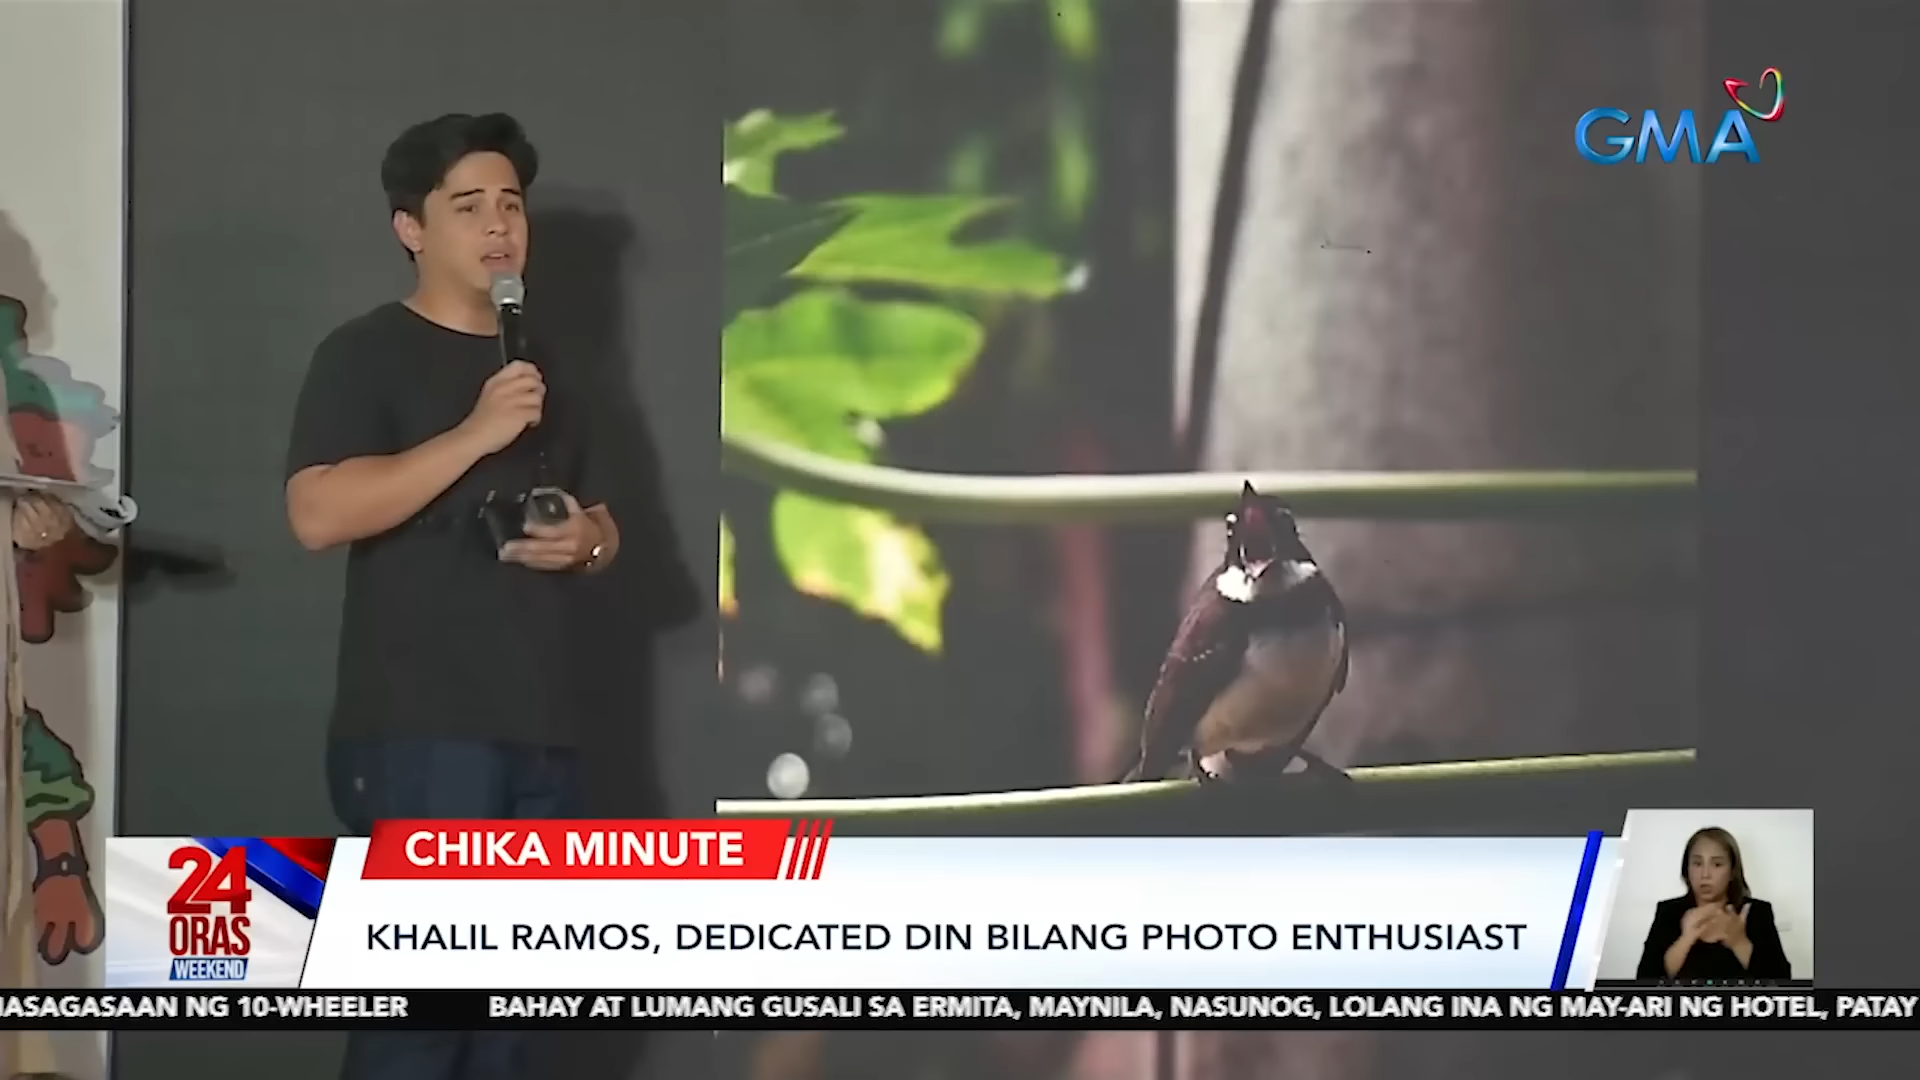 GMA
CHIKA MINUTE
24
ORAS
WEEKEND
KHALIL RAMOS, DEDICATED DIN BILANG PHOTO ENTHUSIAST
NG 10-WHEELER BAHAY AT LUMANG GUSALI SA ERMITA, MAYNILA, NASUNOG, LOLANG INA NG MAY-ARI NG HOTEL, PATAY